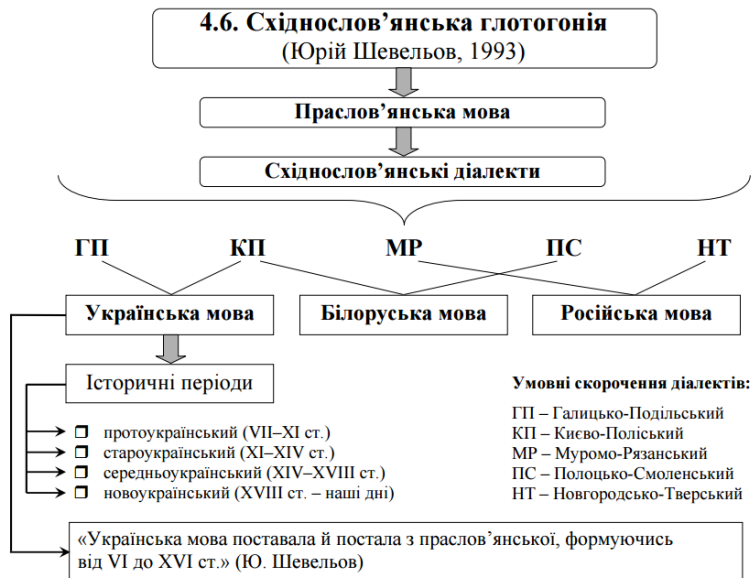 4.6. Східнослов’янська глотогонія
(Юрій Шевельов, 1993)
Праслов’янська мова
Східнослов’янські діалекти
ГП КП МР ПС НТ
Українська мова Білоруська мова Російська мова
Історичні періоди
протоукраїнський (VII–XI ст.)
староукраїнський (XI–XIV ст.)
середньоукраїнський (XIV–XVIII ст.)
новоукраїнський (XVIII ст. – наші дні)
Умовні скорочення діалектів:
ГП – Галицько-Подільський
КП – Києво-Поліський
МР – Муромо-Рязанський
ПС – Полоцько-Смоленський
НТ – Новгородсько-Тверський
«Українська мова поставала й постала з праслов’янської, формуючись
від VI до XVI ст.» (Ю. Шевельов)